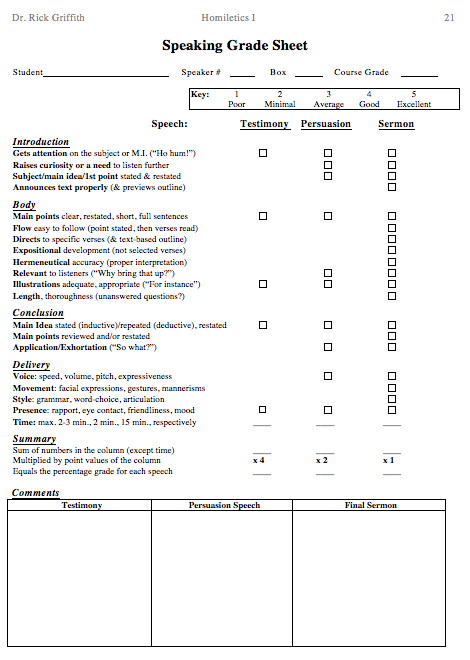 Dr. Rick Griffith Homiletics I 21
Speaking Grade Sheet
Student Speaker # Box Course Grade
Key: 1 2 3 4 5
Poor Minimal Average Good Excellent
Speech: Testimony Persuasion Sermon
Introduction
Gets attention on the subject or M.I. (“Ho hum!”)
Raises curiosity or a need to listen further
Subject/main idea/1st point stated & restated
Announces text properly (& previews outline)
Body
Main points clear, restated, short, full sentences
Flow easy to follow (point stated, then verses read)
Directs to specific verses (& text-based outline)
Expositional development (not selected verses)
Hermeneutical accuracy (proper interpretation)
Relevant to listeners (“Why bring that up?”)
Illustrations adequate, appropriate (“For instance”)
Length, thoroughness (unanswered questions?)
Conclusion
Main Idea stated (inductive)/repeated (deductive), restated
Main points reviewed and/or restated
Application/Exhortation (“So what?”)
Delivery
Voice: speed, volume, pitch, expressiveness
Movement: facial expressions, gestures, mannerisms
Style: grammar, word-choice, articulation
Presence: rapport, eye contact, friendliness, mood
Time: max. 2-3 min., 2 min., 15 min., respectively
Summary
Sum of numbers in the column (except time)
Multiplied by point values of the column x 4 x 2 x 1
Equals the percentage grade for each speech
Comments
Testimony Persuasion Speech Final Sermon